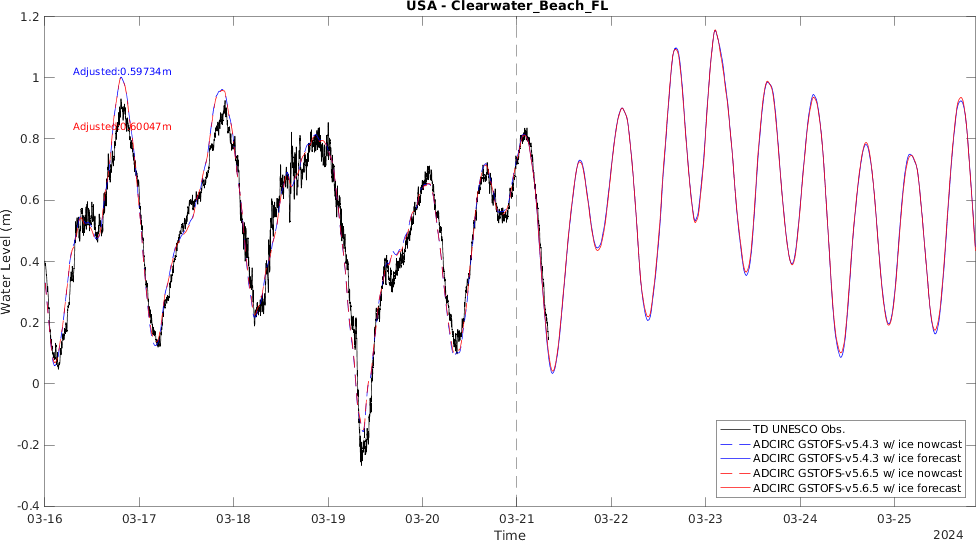 USA - Clearwater_Beach_FL
1.2
1
0.8
0.6
0.4
0.2
0
-0.2
-0.4
Water Level (m)
Adjusted:0.59734m
Adjusted:0.60047m
TD UNESCO Obs.
ADCIRC GSTOFS-v5.4.3 w/ ice nowcast
ADCIRC GSTOFS-v5.4.3 w/ ice forecast
ADCIRC GSTOFS-v5.6.5 w/ ice nowcast
ADCIRC GSTOFS-v5.6.5 w/ ice forecast
03-16 03-17 03-18 03-19 03-20 03-21 03-22 03-23 03-24 03-25
Time
2024